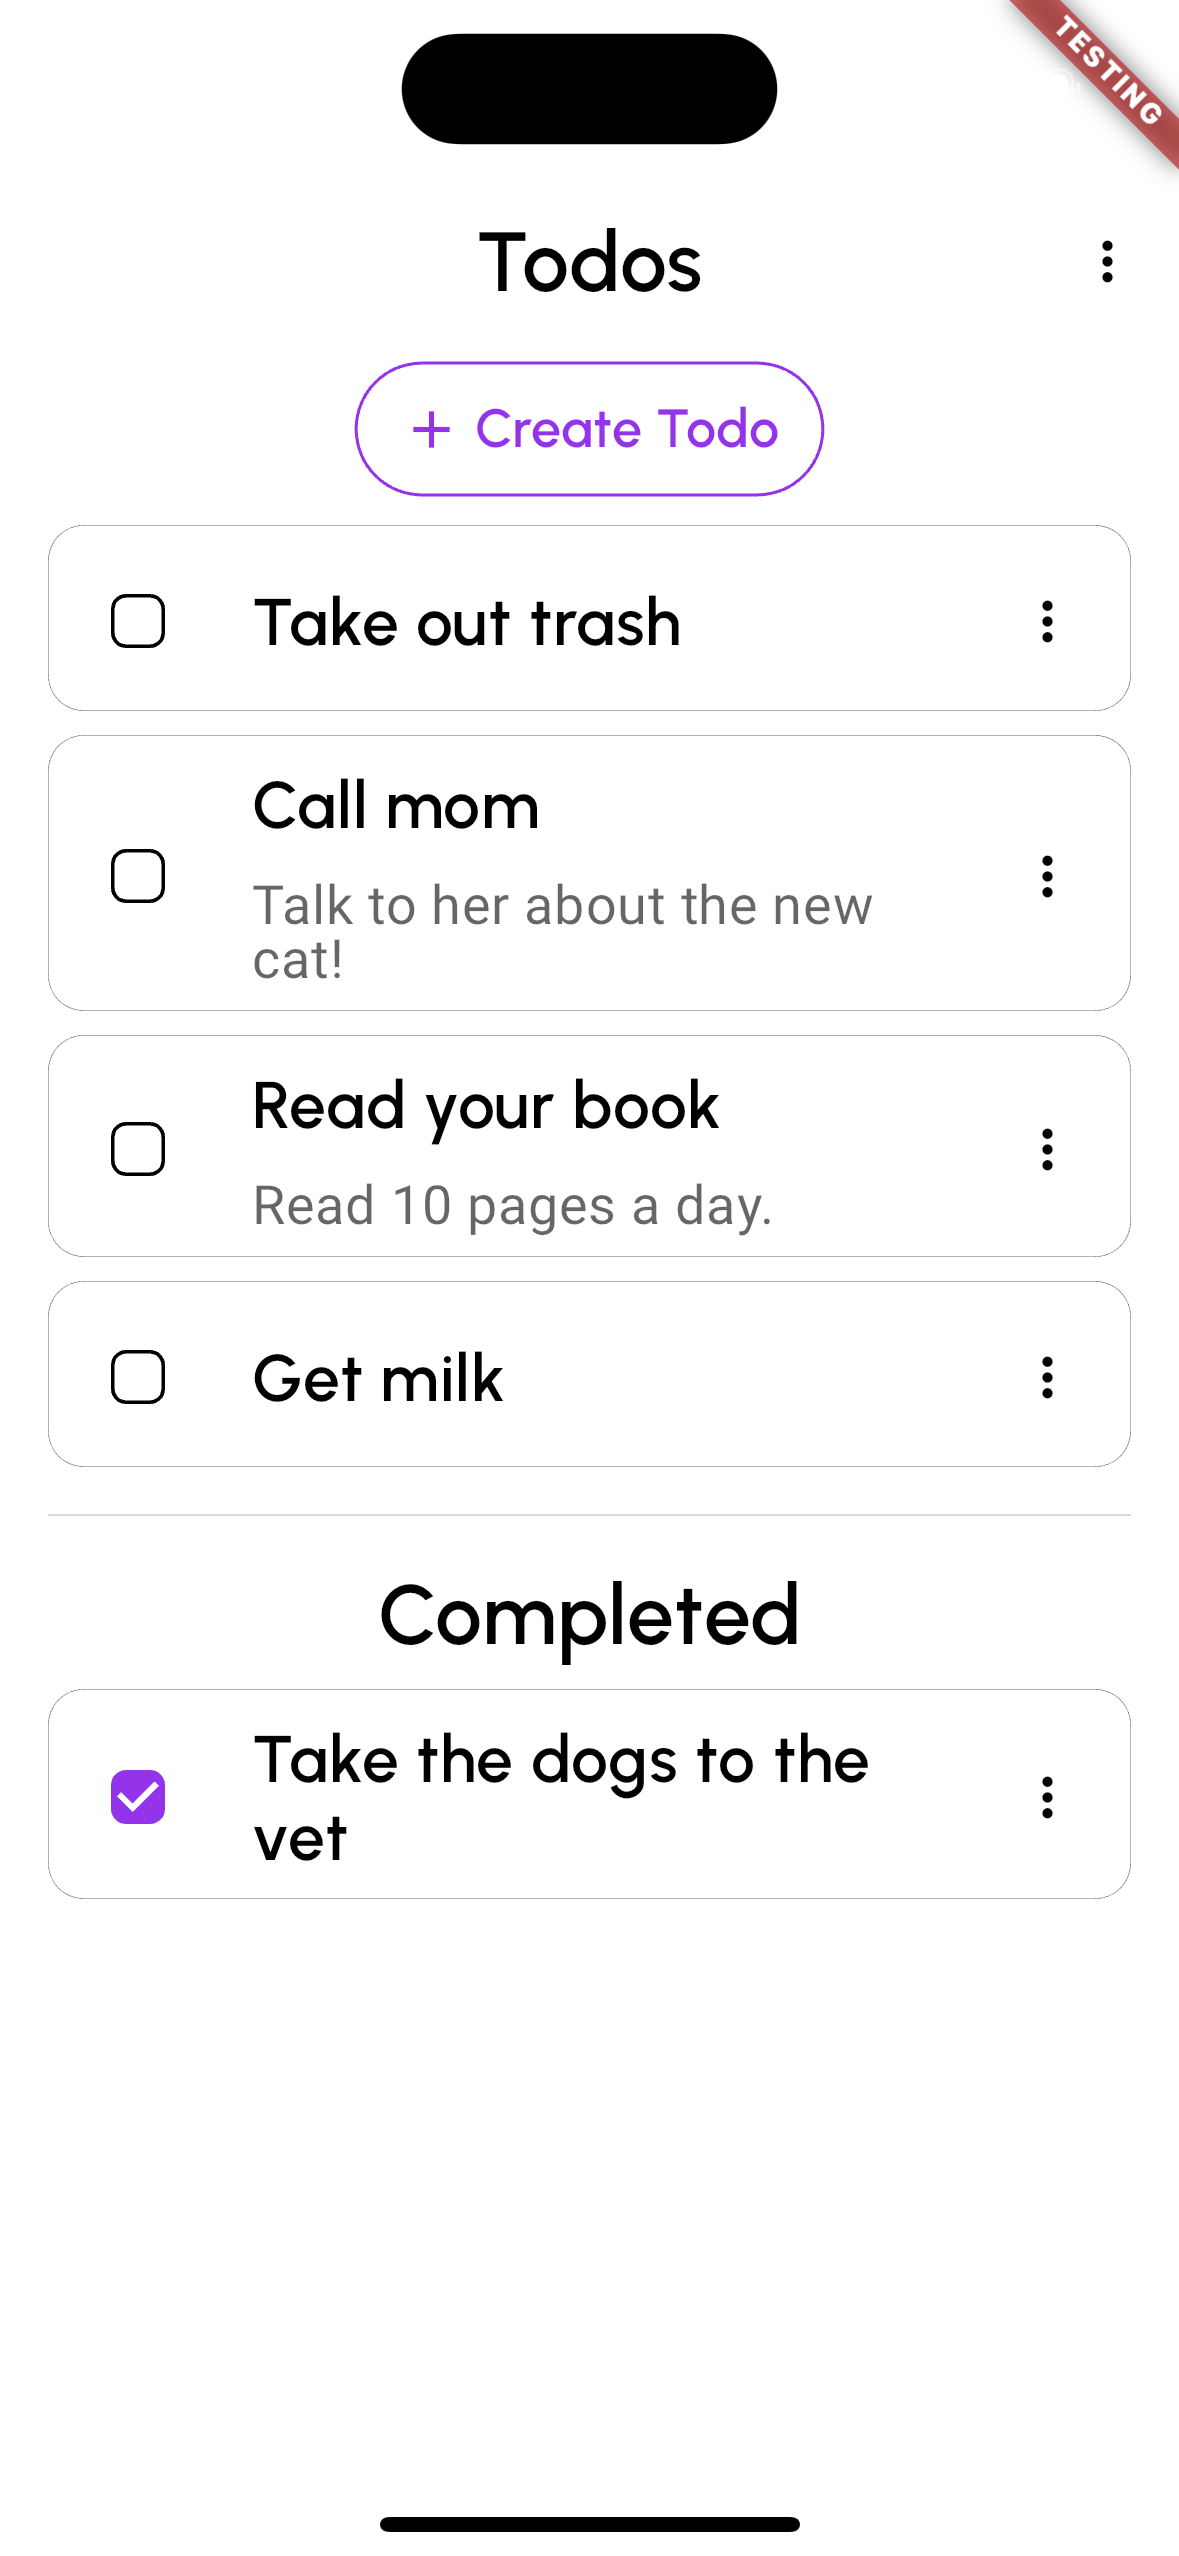 TESTING
Todos
+ Create Todo
Take out trash
Call mom
Talk to her about the new
cat!
Read your book
Read 10 pages a day.
Get milk
Completed
Take the dogs to the
vet